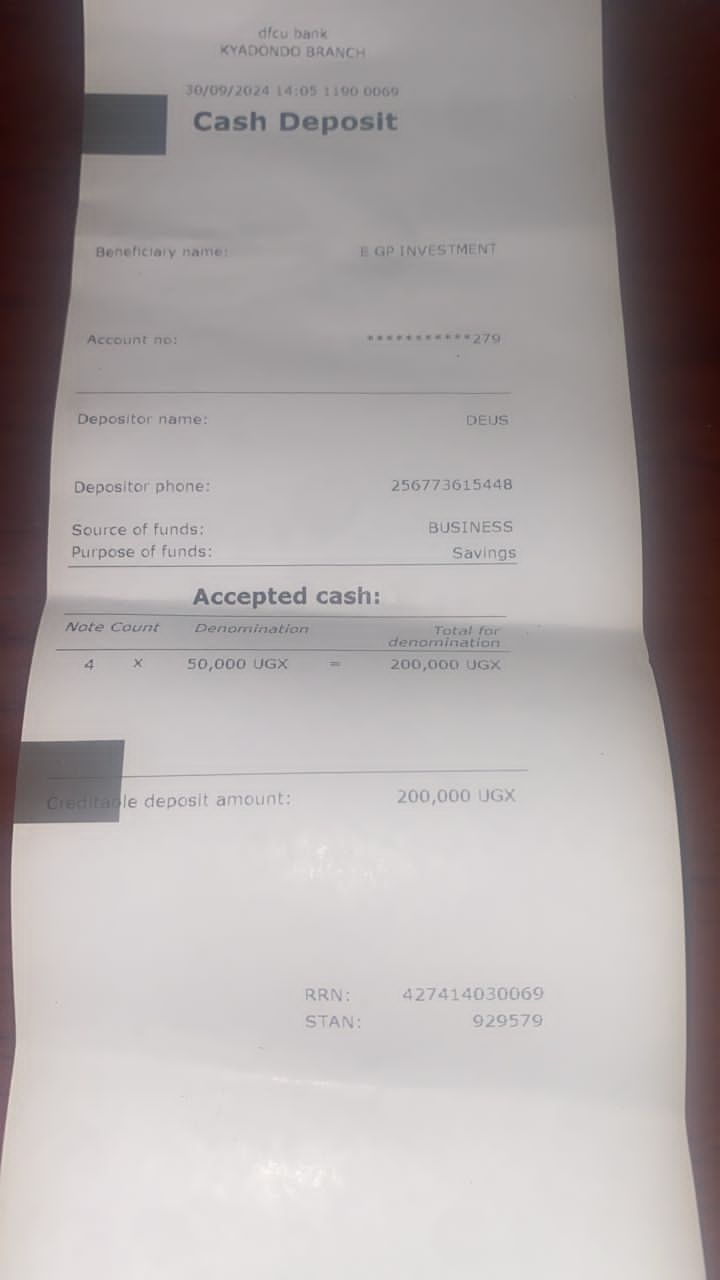 dfcu bank
KYADONDO BRANCH
30/09/2024 14:05 1190 0069
Cash Deposit
Beneficiary name: E GP INVESTMENT
Account no: ***********279
Depositor name: DEUS
Depositor phone: 256773615448
Source of funds: BUSINESS
Purpose of funds: Savings
Accepted cash:
Note Count Denomination Total for
denomination
4 x 50,000 UGX = 200,000 UGX
Creditable deposit amount: 200,000 UGX
RRN: 427414030069
STAN: 929579